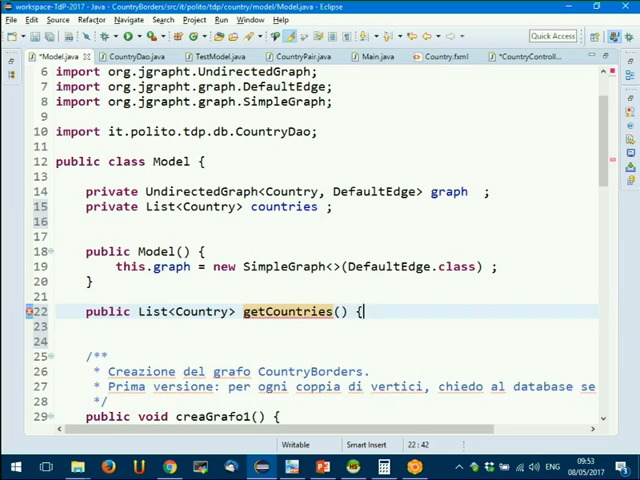 workspace-TdP-2017 - Java - CountryBorders/src/it/polito/tdp/country/model/Model.java - Eclipse
File Edit Source Refactor Navigate Search Project Run Window Help
Quick Access
*Model.java CountryDao.java TestModel.java CountryPair.java Main.java Country.fxml *CountryControll...
6 import org.jgrapht.UndirectedGraph;
7 import org.jgrapht.graph.DefaultEdge;
8 import org.jgrapht.graph.SimpleGraph;
9
10 import it.polito.tdp.db.CountryDao;
11
12 public class Model {
13
14 private UndirectedGraph<Country, DefaultEdge> graph ;
15 private List<Country> countries ;
16
17
18 public Model() {
19 this.graph = new SimpleGraph<>(DefaultEdge.class) ;
20 }
21
22 public List<Country> getCountries() {
23
24
25 /**
26 * Creazione del grafo CountryBorders.
27 * Prima versione: per ogni coppia di vertici, chiedo al database se
28 */
29 public void creaGrafo1() {
Writable Smart Insert 22 : 42
09:53
08/05/2017